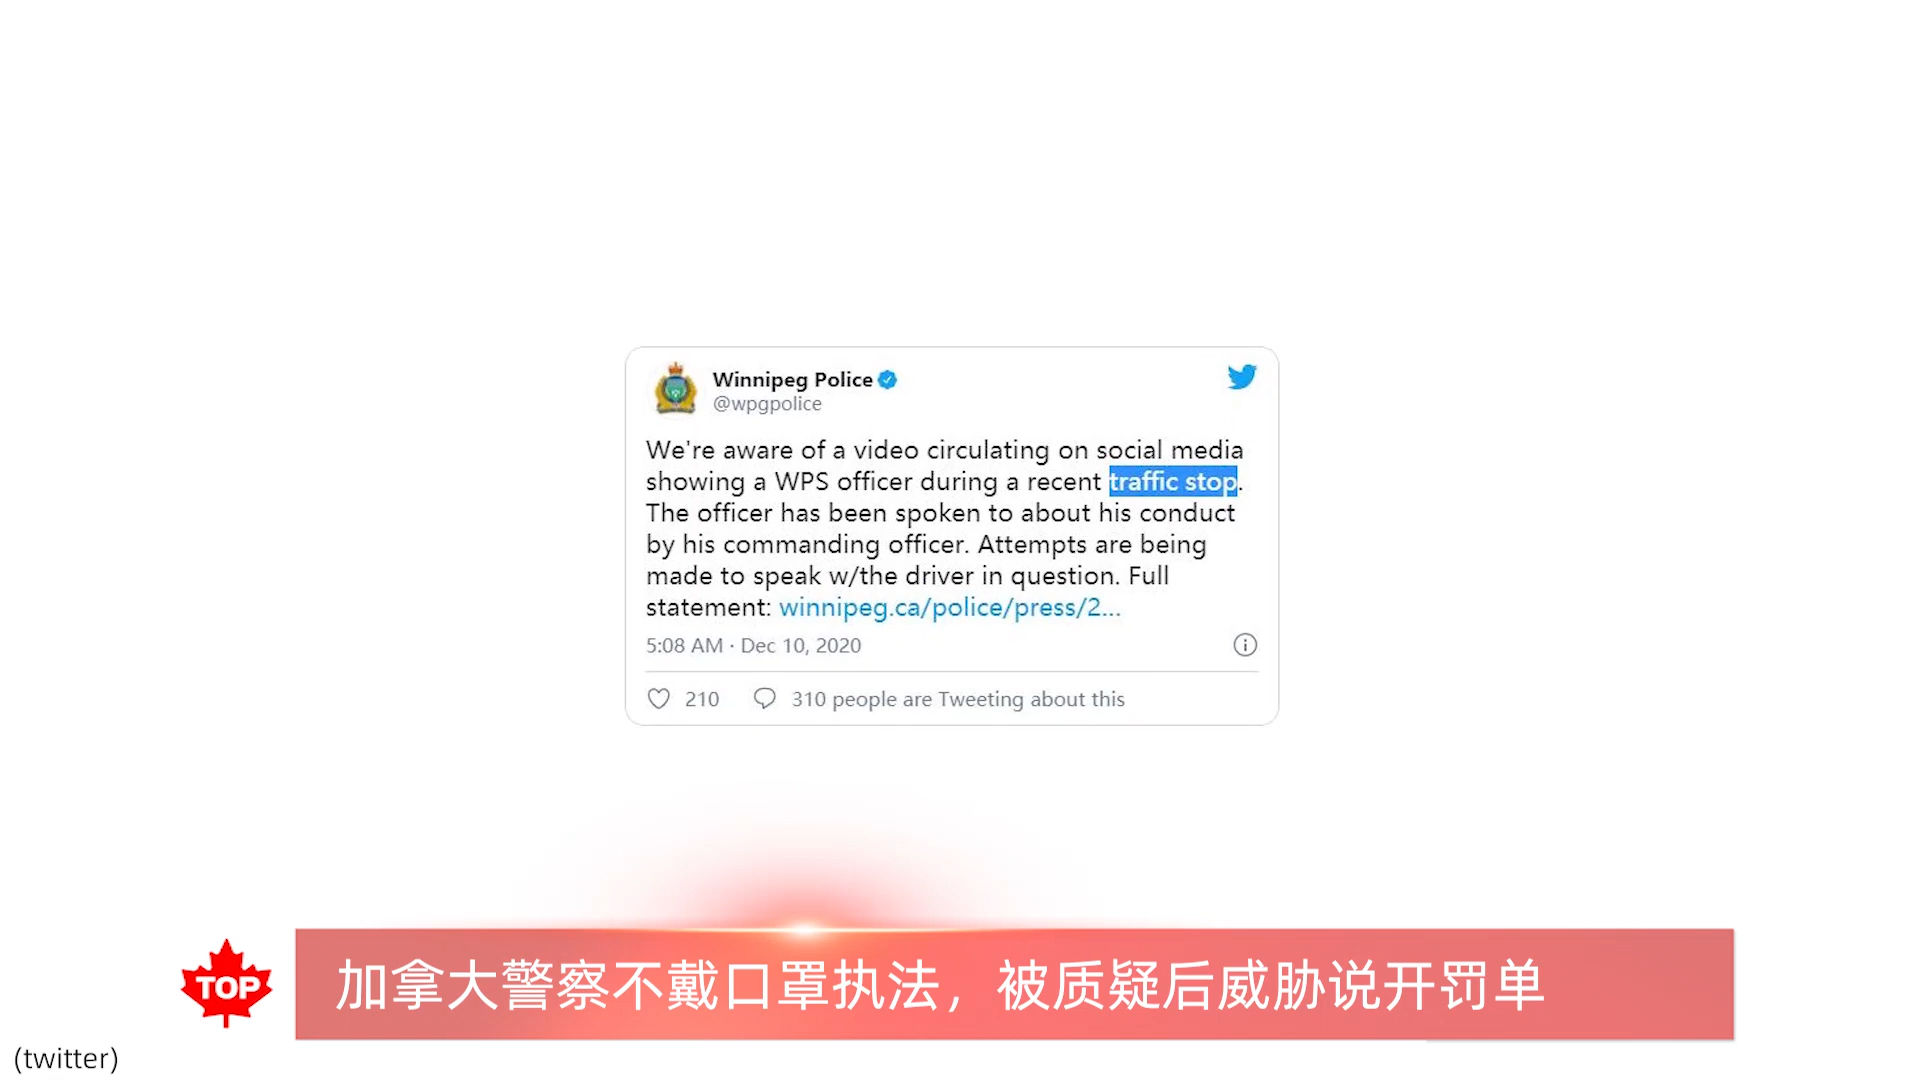 Winnipeg Police
@wpgpolice
We're aware of a video circulating on social media
showing a WPS officer during a recent traffic stop.
The officer has been spoken to about his conduct
by his commanding officer. Attempts are being
made to speak w/the driver in question. Full
statement: winnipeg.ca/police/press/2...
5:08 AM · Dec 10, 2020
210 310 people are Tweeting about this
TOP 加拿大警察不戴口罩执法，被质疑后威胁说开罚单
(twitter)